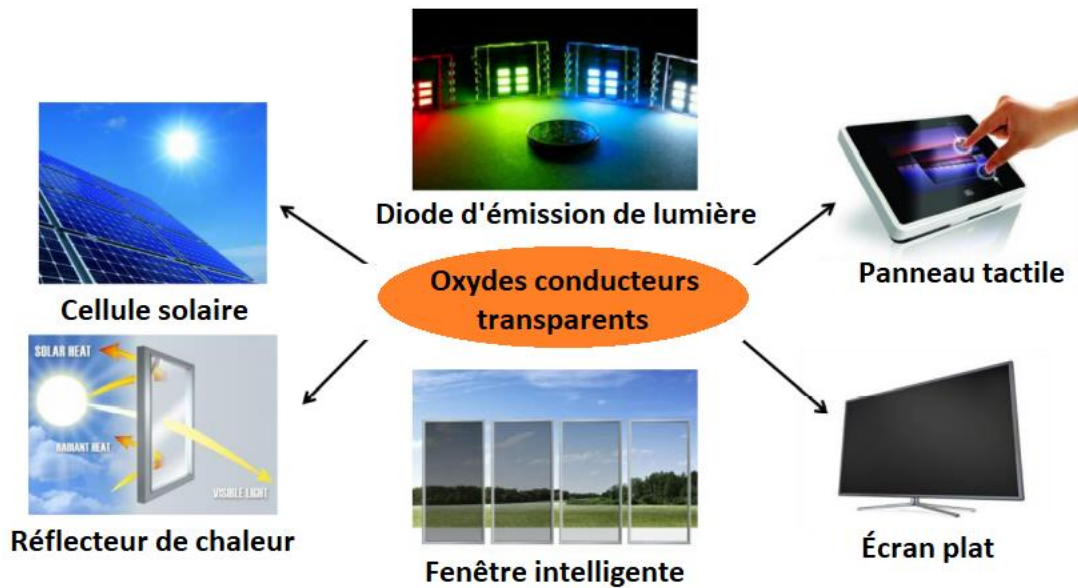 Diode d'émission de lumière
Oxydes conducteurs
transparents
Panneau tactile
Cellule solaire
SOLAR HEAT
RADIANT HEAT
VISIBLE LIGHT
Réflecteur de chaleur
Fenêtre intelligente
Écran plat